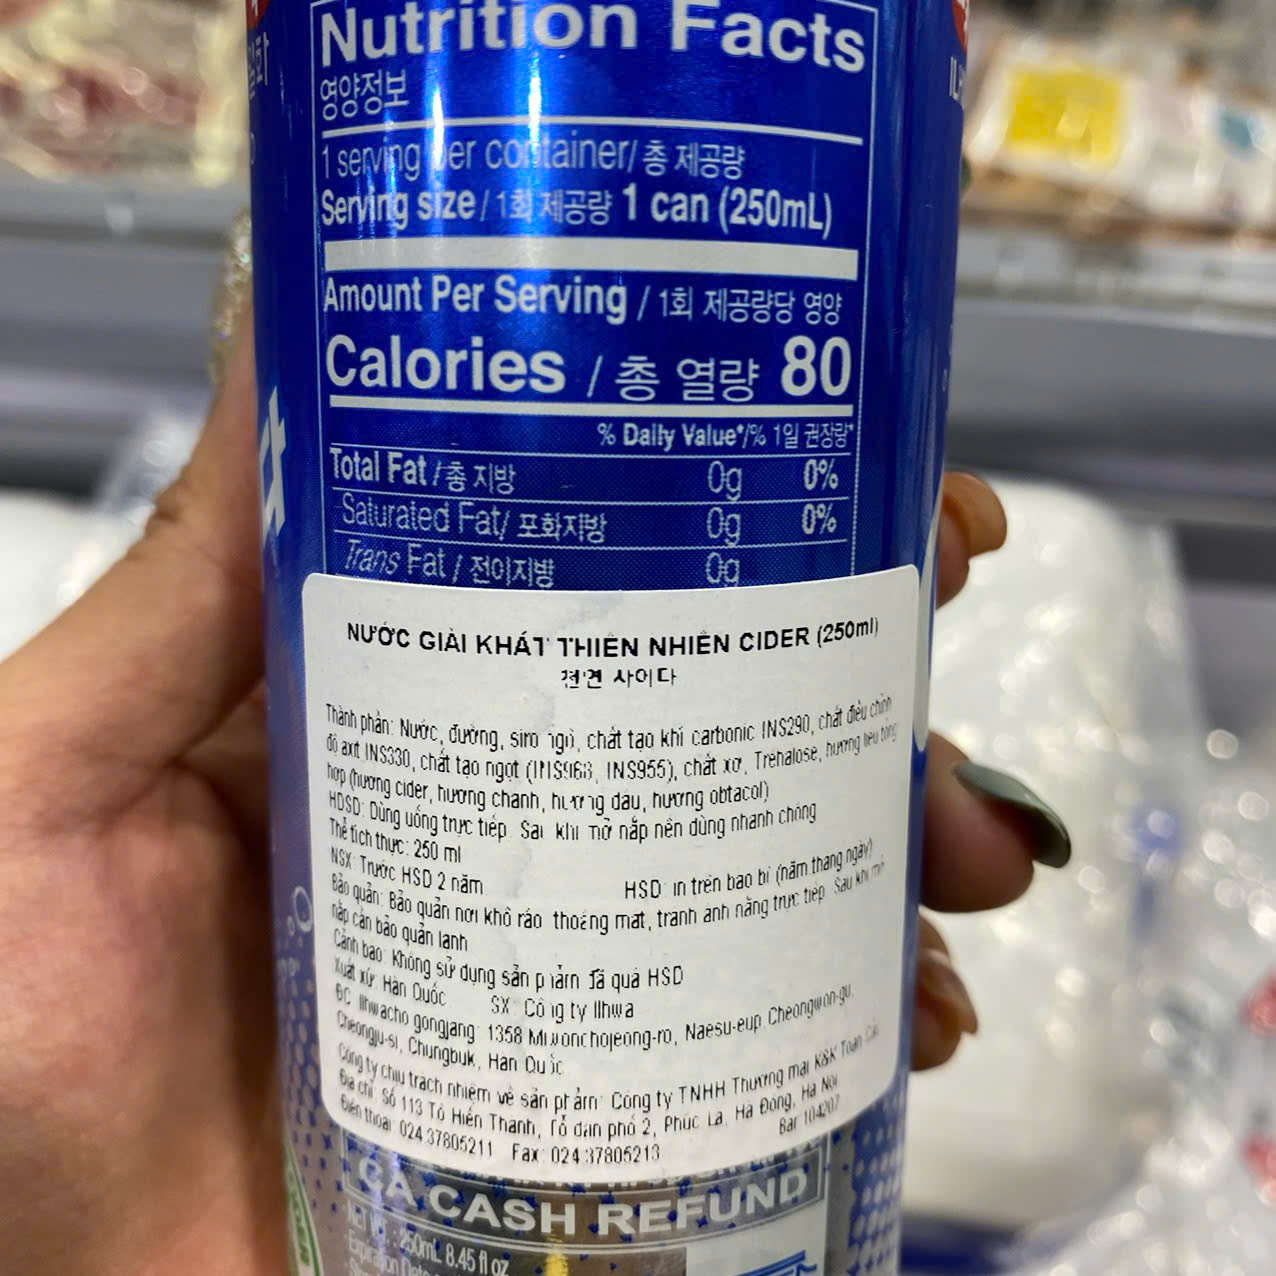 Nutrition Facts
영양정보
1 serving per container/ 총 제공량
Serving size / 1회 제공량 1 can (250mL)
Amount Per Serving / 1회 제공량당 영양
Calories / 총 열량 80
% Daily Value*/% 1일 권장량*
Total Fat / 총 지방 0g 0%
Saturated Fat/ 포화지방 0g 0%
Trans Fat / 전이지방 0g
NƯỚC GIẢI KHÁT THIÊN NHIÊN CIDER (250ml)
천연 사이다
Thành phần: Nước, đường, siro ngô, chất tạo khí carbonic INS290, chất điều chỉnh
độ axit INS330, chất tạo ngọt (INS968, INS955), chất xơ, Trehalose, hương liệu tổng
hợp (hương cider, hương chanh, hương dâu, hương obtacol)
HDSD: Dùng uống trực tiếp. Sau khi mở nắp nên dùng nhanh chóng
Thể tích thực: 250 ml
NSX: Trước HSD 2 năm HSD: in trên bao bì (năm tháng ngày)
Bảo quản: Bảo quản nơi khô ráo thoáng mát, tránh ánh nắng trực tiếp. Sau khi mở
nắp cần bảo quản lạnh
Cảnh báo: Không sử dụng sản phẩm đã quá HSD
Xuất xứ: Hàn Quốc SX: Công ty Ilhwa
ĐC: Ilhwacho gongjang: 1358 Miwonchojeong-ro, Naesu-eup, Cheongwon-gu,
Cheongju-si, Chungbuk, Hàn Quốc
Công ty chịu trách nhiệm về sản phẩm: Công ty TNHH Thương mại K&K Toàn Cầu
Địa chỉ: Số 113 Tô Hiến Thành, Tổ dân phố 2, Phúc La, Hà Đông, Hà Nội
Điện thoại: 024 37805211 Fax: 024 37805213 Bar 104207
CA CASH REFUND
NET WT.: 250mL 8.45 fl oz
Expiration Date